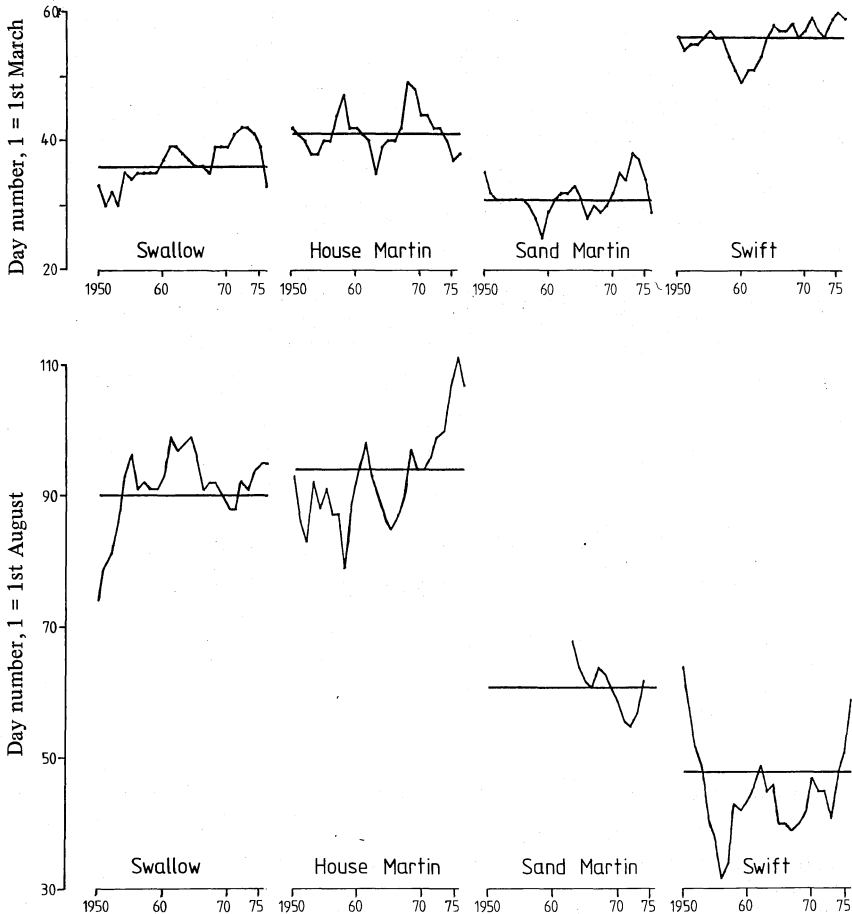 Day number, 1 = 1st March
60
40
20
Swallow
House Martin
Sand Martin
Swift
1950 60 70 75
1950 60 70 75
1950 60 70 75
1950 60 70 75
Day number, 1 = 1st August
110
90
70
50
30
Swallow
House Martin
Sand Martin
Swift
1950 60 70 75
1950 60 70 75
1950 60 70 75
1950 60 70 75